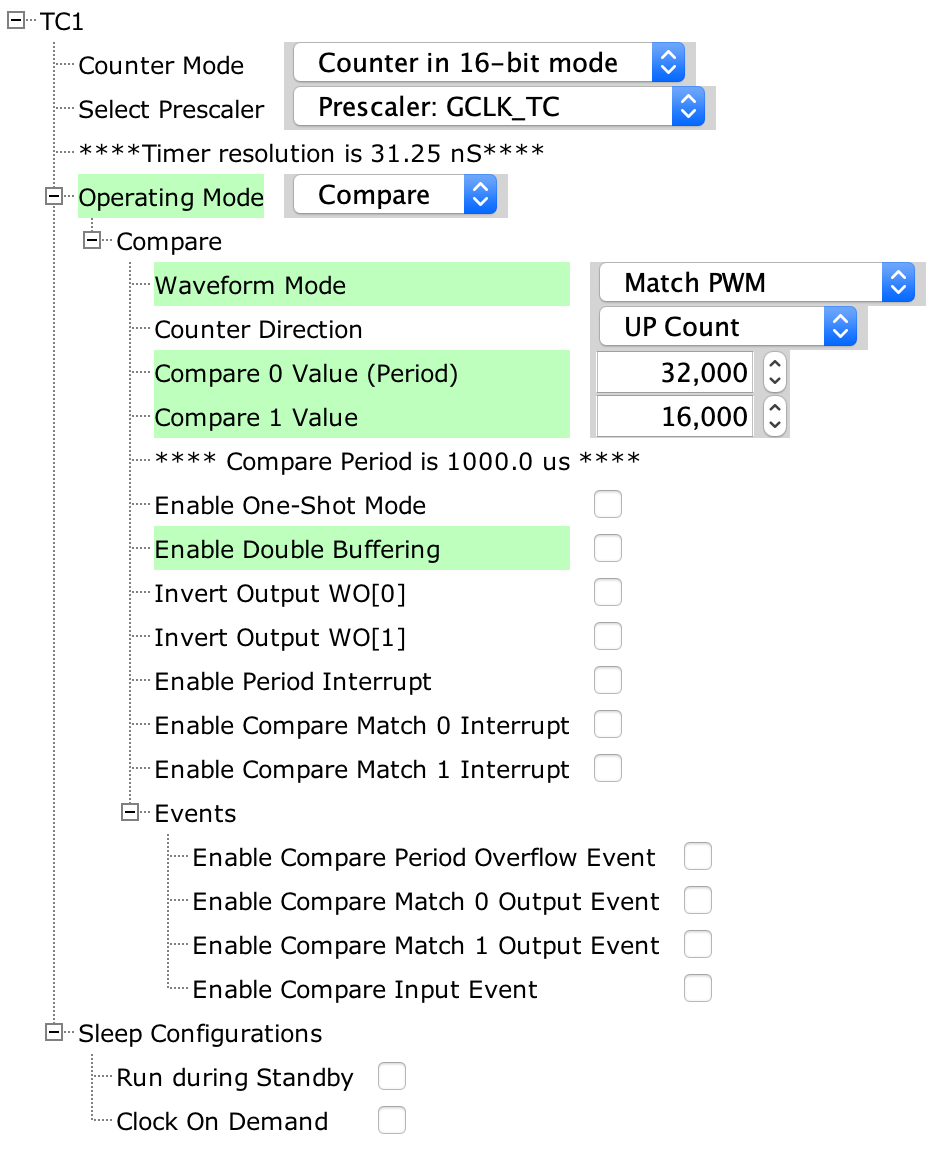 TC1
Counter Mode Counter in 16-bit mode
Select Prescaler Prescaler: GCLK_TC
****Timer resolution is 31.25 nS****
Operating Mode Compare
Compare
Waveform Mode Match PWM
Counter Direction UP Count
Compare 0 Value (Period) 32,000
Compare 1 Value 16,000
**** Compare Period is 1000.0 us ****
Enable One-Shot Mode
Enable Double Buffering
Invert Output WO[0]
Invert Output WO[1]
Enable Period Interrupt
Enable Compare Match 0 Interrupt
Enable Compare Match 1 Interrupt
Events
Enable Compare Period Overflow Event
Enable Compare Match 0 Output Event
Enable Compare Match 1 Output Event
Enable Compare Input Event
Sleep Configurations
Run during Standby
Clock On Demand